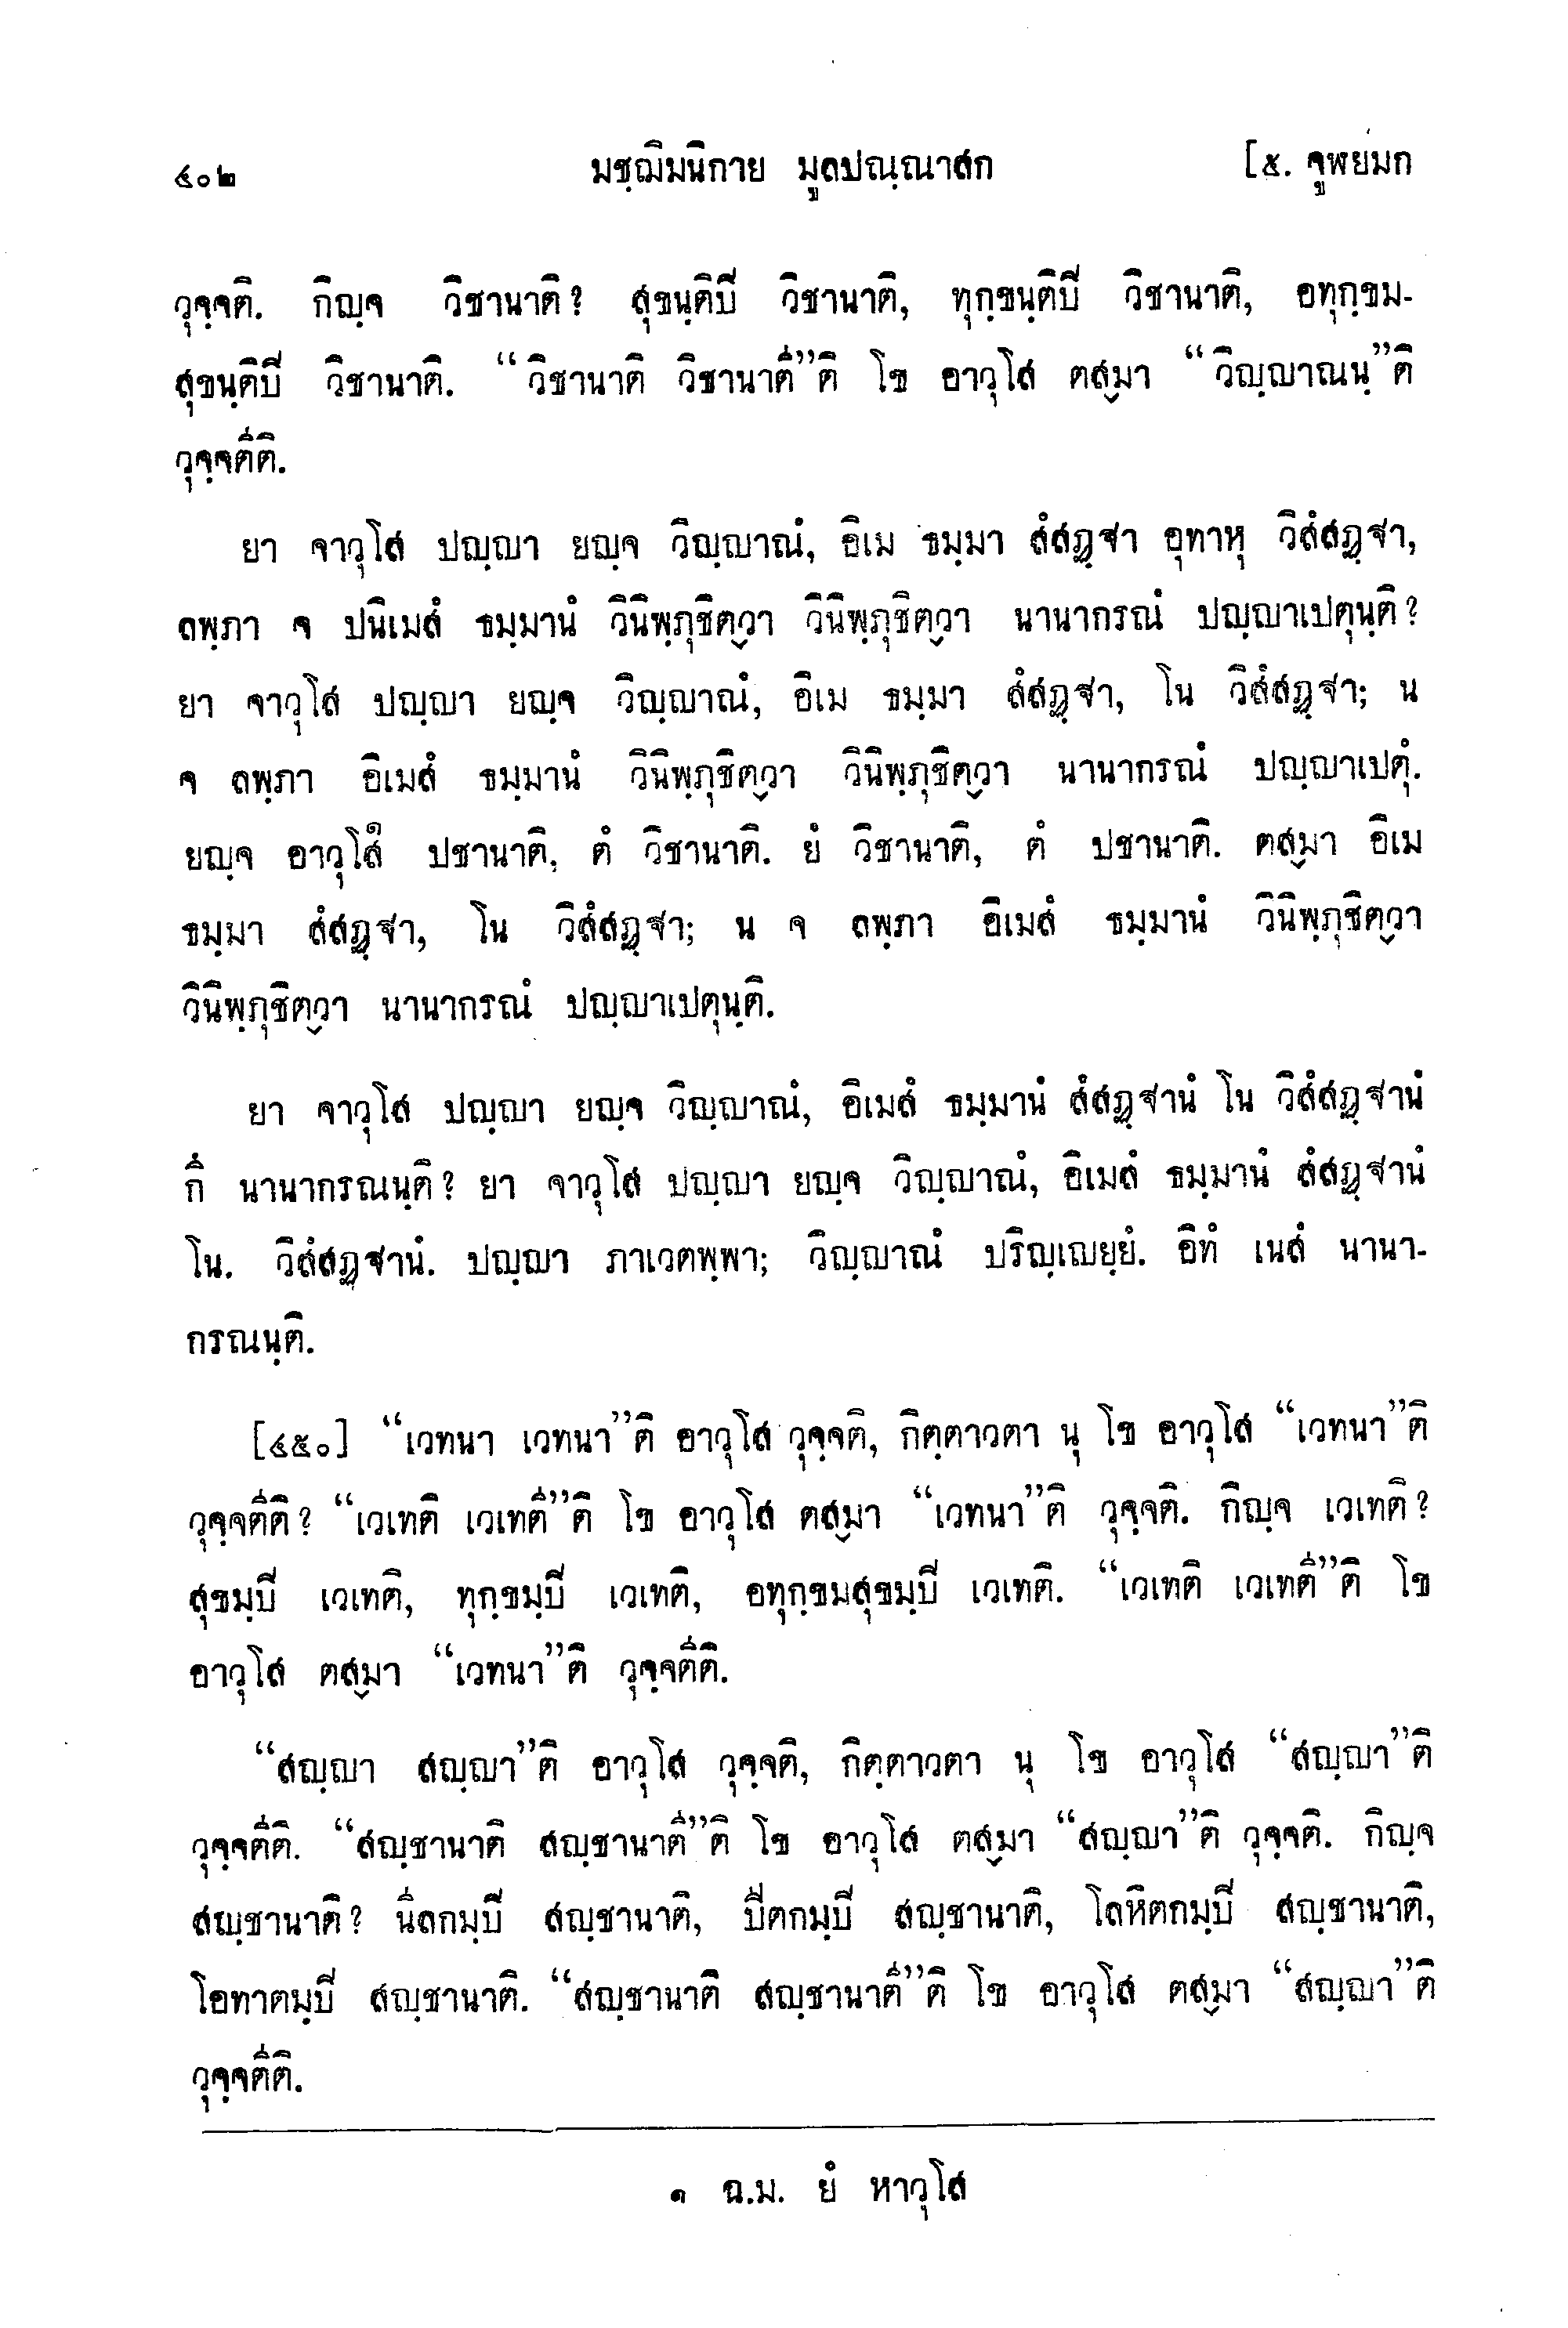 ๔๐๒ มชฺฌิมนิกาย มูลปณฺณาสก [๕. จูฬยมก
วุจฺจติ. กิญฺจ วิชานาติ? สุขนฺติปี วิชานาติ, ทุกฺขนฺติปี วิชานาติ, อทุกฺขม-
สุขนฺติปี วิชานาติ. “วิชานาติ วิชานาตี”ติ โข อาวุโส ตสฺมา “วิญฺญาณนฺ”ติ
วุจฺจตีติ.
ยา จาวุโส ปญฺญา ยญฺจ วิญฺญาณํ, อิเม ธมฺมา สํสฏฺฐา อุทาหุ วิสํสฏฺฐา,
ลพฺภา จ ปนิเมสํ ธมฺมานํ วินิพฺภุชิตฺวา วินิพฺภุชิตฺวา นานากรณํ ปญฺญาเปตุนฺติ?
ยา จาวุโส ปญฺญา ยญฺจ วิญฺญาณํ, อิเม ธมฺมา สํสฏฺฐา, โน วิสํสฏฺฐา; น
จ ลพฺภา อิเมสํ ธมฺมานํ วินิพฺภุชิตฺวา วินิพฺภุชิตฺวา นานากรณํ ปญฺญาเปตุํ.
ยญฺจ อาวุโส๑ ปชานาติ, ตํ วิชานาติ. ยํ วิชานาติ, ตํ ปชานาติ. ตสฺมา อิเม
ธมฺมา สํสฏฺฐา, โน วิสํสฏฺฐา; น จ ลพฺภา อิเมสํ ธมฺมานํ วินิพฺภุชิตฺวา
วินิพฺภุชิตฺวา นานากรณํ ปญฺญาเปตุนฺติ.
ยา จาวุโส ปญฺญา ยญฺจ วิญฺญาณํ, อิเมสํ ธมฺมานํ สํสฏฺฐานํ โน วิสํสฏฺฐานํ
กึ นานากรณนฺติ? ยา จาวุโส ปญฺญา ยญฺจ วิญฺญาณํ, อิเมสํ ธมฺมานํ สํสฏฺฐานํ
โน. วิสํสฏฺฐานํ. ปญฺญา ภาเวตพฺพา; วิญฺญาณํ ปริญฺเญยฺยํ. อิทํ เนสํ นานา-
กรณนฺติ.
[๔๕๐] “เวทนา เวทนา”ติ อาวุโส วุจฺจติ, กิตฺตาวตา นุ โข อาวุโส “เวทนา”ติ
วุจฺจตีติ? “เวเทติ เวเทตี”ติ โข อาวุโส ตสฺมา “เวทนา”ติ วุจฺจติ. กิญฺจ เวเทติ?
สุขมฺปี เวเทติ, ทุกฺขมฺปี เวเทติ, อทุกฺขมสุขมฺปี เวเทติ. “เวเทติ เวเทตี”ติ โข
อาวุโส ตสฺมา “เวทนา”ติ วุจฺจตีติ.
“สญฺญา สญฺญา”ติ อาวุโส วุจฺจติ, กิตฺตาวตา นุ โข อาวุโส “สญฺญา”ติ
วุจฺจตีติ. “สญฺชานาติ สญฺชานาตี”ติ โข อาวุโส ตสฺมา “สญฺญา”ติ วุจฺจติ. กิญฺจ
สญฺชานาติ? นีลกมฺปี สญฺชานาติ, ปีตกมฺปี สญฺชานาติ, โลหิตกมฺปี สญฺชานาติ,
โอทาตมฺปี สญฺชานาติ. “สญฺชานาติ สญฺชานาตี”ติ โข อาวุโส ตสฺมา “สญฺญา”ติ
วุจฺจตีติ.
๑ ฉ.ม. ยํ หาวุโส